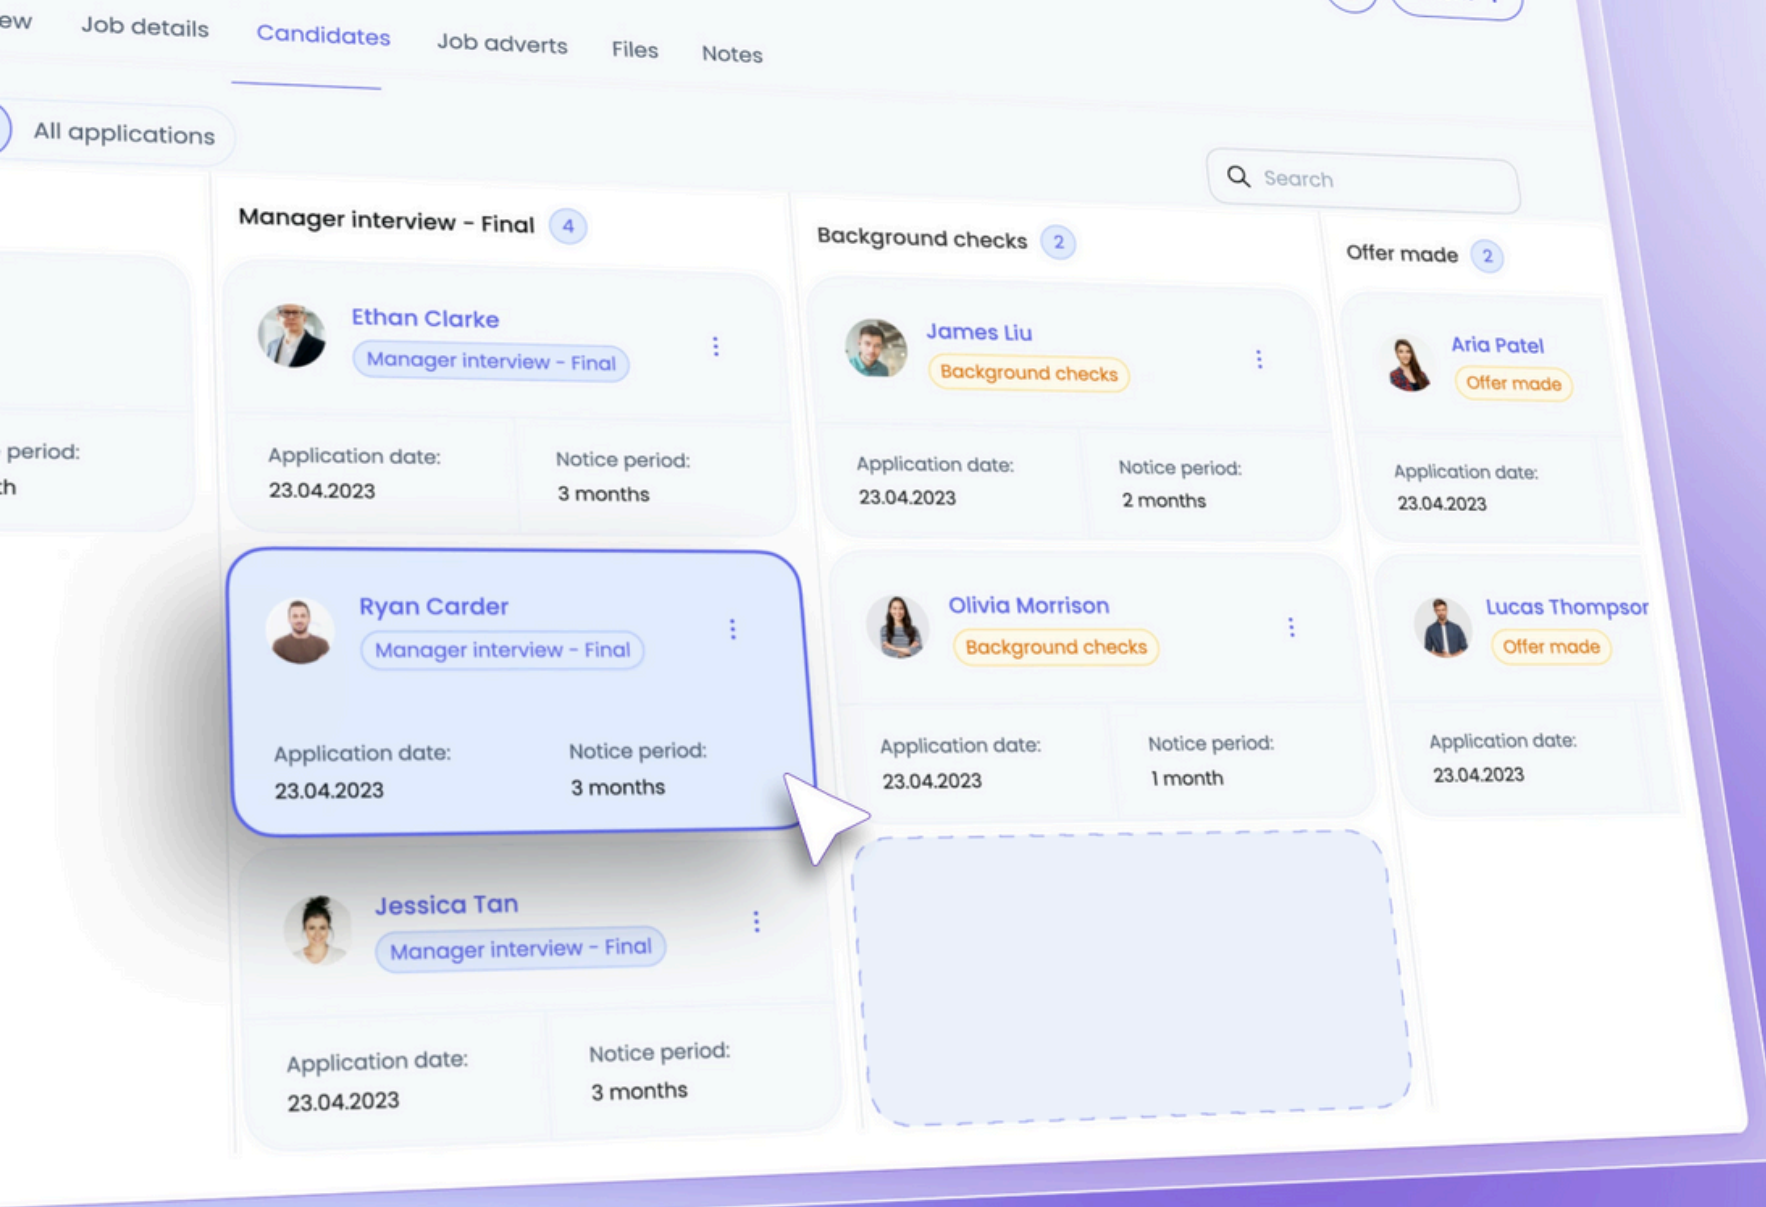 Job details
Candidates
Job adverts
Files
Notes
All applications
Search
Manager interview - Final 4
Ethan Clarke
Manager interview - Final
Application date:
23.04.2023
Notice period:
3 months
Ryan Carder
Manager interview - Final
Application date:
23.04.2023
Notice period:
3 months
Jessica Tan
Manager interview - Final
Application date:
23.04.2023
Notice period:
3 months
Background checks 2
James Liu
Background checks
Application date:
23.04.2023
Notice period:
2 months
Olivia Morrison
Background checks
Application date:
23.04.2023
Notice period:
1 month
Offer made 2
Aria Patel
Offer made
Application date:
23.04.2023
Lucas Thompson
Offer made
Application date:
23.04.2023
period: